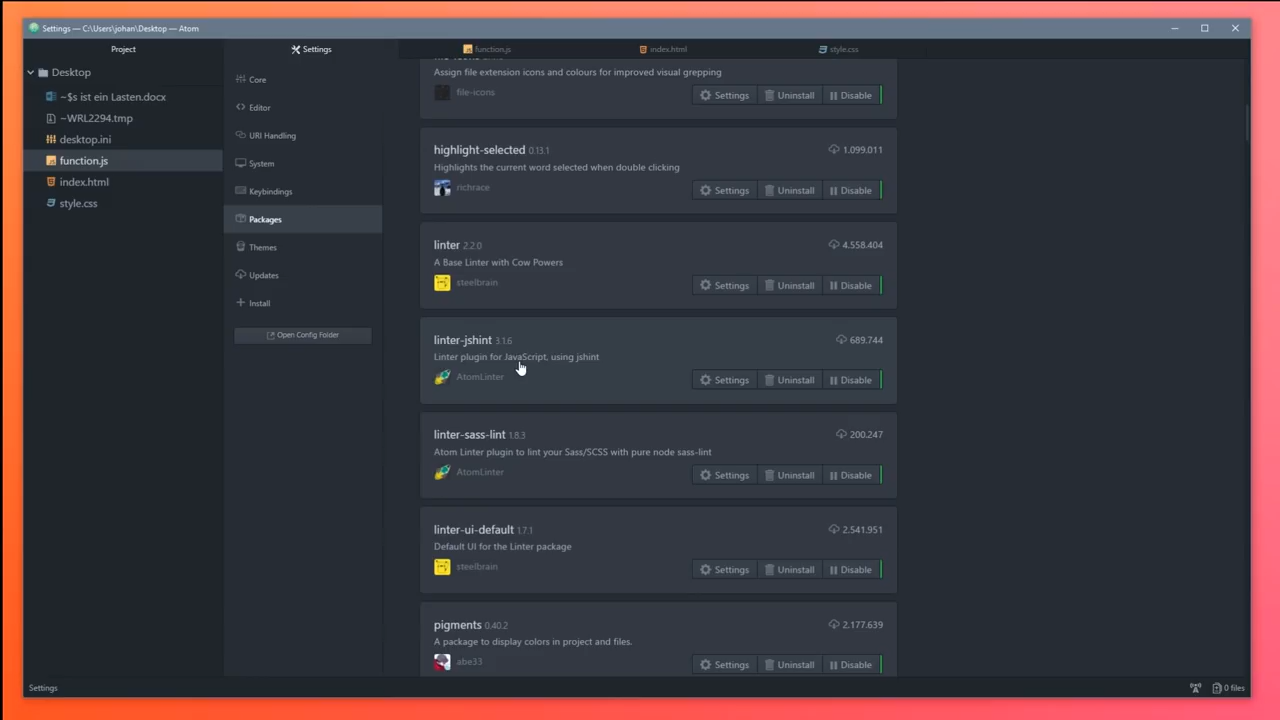 Settings — C:\Users\johan\Desktop — Atom
Project
Settings
function.js
index.html
style.css
Desktop
~$s ist ein Lasten.docx
~WRL2294.tmp
desktop.ini
function.js
index.html
style.css
Core
Editor
URI Handling
System
Keybindings
Packages
Themes
Updates
Install
Open Config Folder
Assign file extension icons and colours for improved visual grepping
file-icons
Settings Uninstall Disable
highlight-selected 0.13.1 1.099.011
Highlights the current word selected when double clicking
richrace
Settings Uninstall Disable
linter 2.2.0 4.558.404
A Base Linter with Cow Powers
steelbrain
Settings Uninstall Disable
linter-jshint 3.1.6 689.744
Linter plugin for JavaScript, using jshint
AtomLinter
Settings Uninstall Disable
linter-sass-lint 1.8.3 200.247
Atom Linter plugin to lint your Sass/SCSS with pure node sass-lint
AtomLinter
Settings Uninstall Disable
linter-ui-default 1.7.1 2.541.951
Default UI for the Linter package
steelbrain
Settings Uninstall Disable
pigments 0.40.2 2.177.639
A package to display colors in project and files.
abe33
Settings Uninstall Disable
Settings
0 files